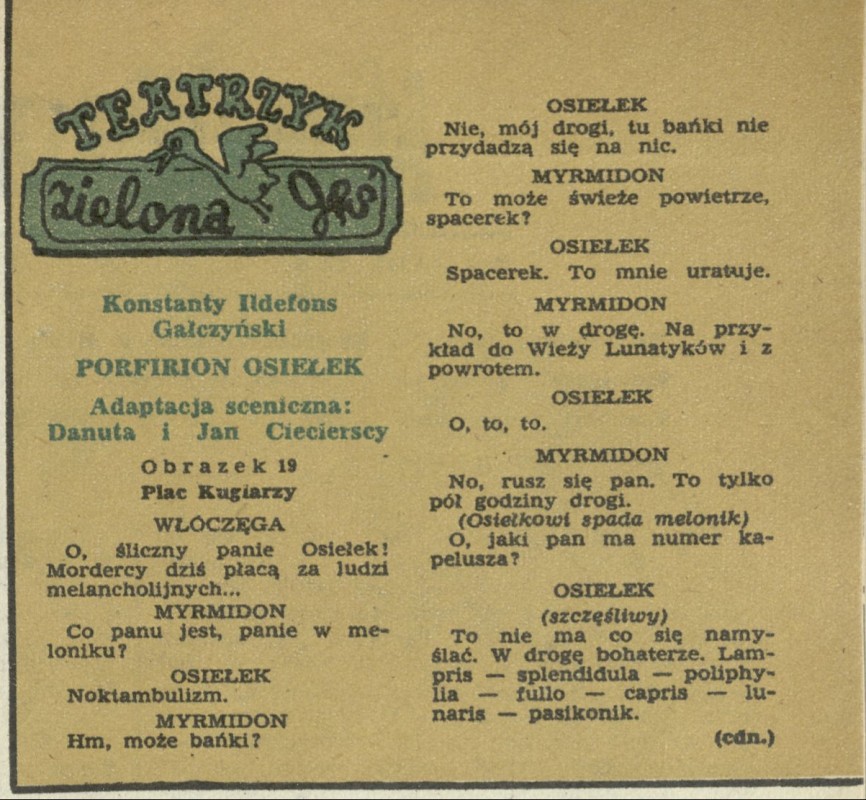 TEATRZYK
zielona gęś
Konstanty Ildefons
Gałczyński
PORFIRION OSIEŁEK
Adaptacja sceniczna:
Danuta i Jan Ciecierscy
Obrazek 19
Plac Kuglarzy
WŁÓCZĘGA
O, śliczny panie Osiełek!
Mordercy dziś płacą za ludzi
melancholijnych...
MYRMIDON
Co panu jest, panie w me-
loniku?
OSIEŁEK
Noktambulizm.
MYRMIDON
Hm, może bańki?
OSIEŁEK
Nie, mój drogi, tu bańki nie
przydadzą się na nic.
MYRMIDON
To może świeże powietrze,
spacerek?
OSIEŁEK
Spacerek. To mnie uratuje.
MYRMIDON
No, to w drogę. Na przy-
kład do Wieży Lunatyków i z
powrotem.
OSIEŁEK
O, to, to.
MYRMIDON
No, rusz się pan. To tylko
pół godziny drogi.
(Osiełkowi spada melonik)
O, jaki pan ma numer ka-
pelusza?
OSIEŁEK
(szczęśliwy)
To nie ma co się namy-
ślać. W drogę bohaterze. Lam-
pris — splendidula — poliphy-
lia — fullo — capris — lu-
naris — pasikonik.
(cdn.)